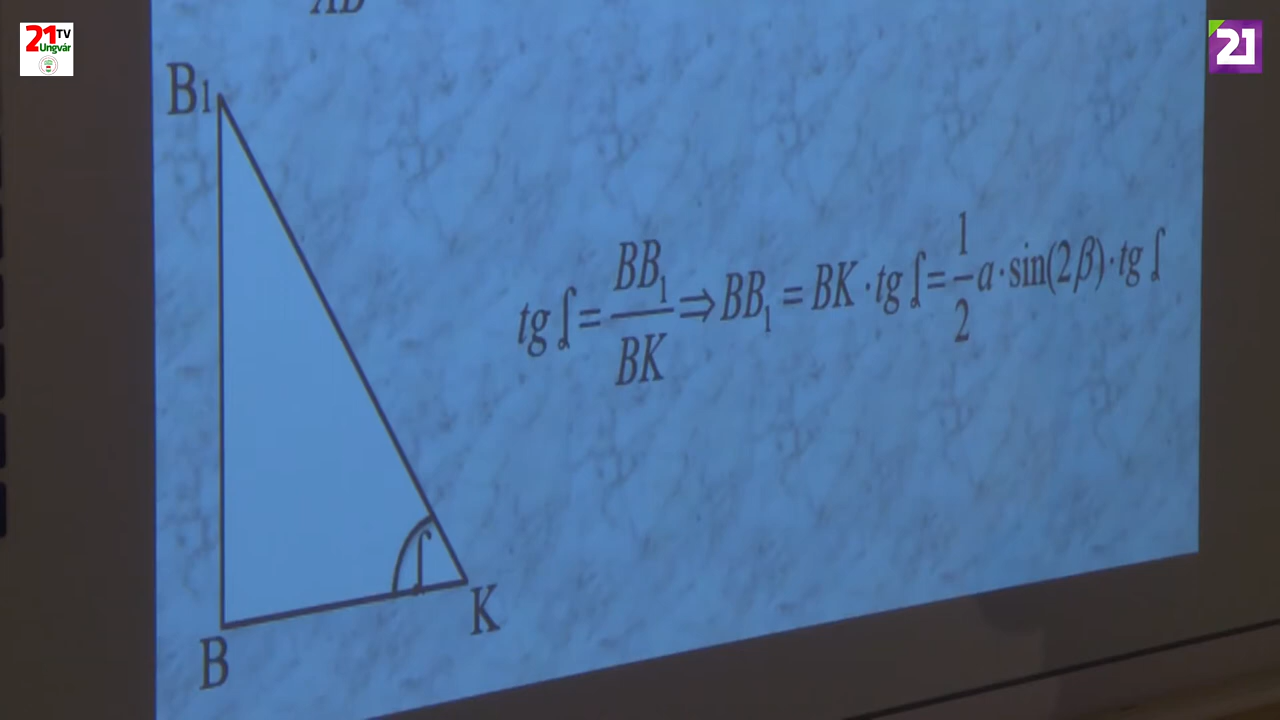 21 TV
Ungvár
21
B₁
tg ʃ = BB₁/BK ⇒ BB₁ = BK · tg ʃ = 1/2 a · sin(2β) · tg ʃ
ʃ
K
B